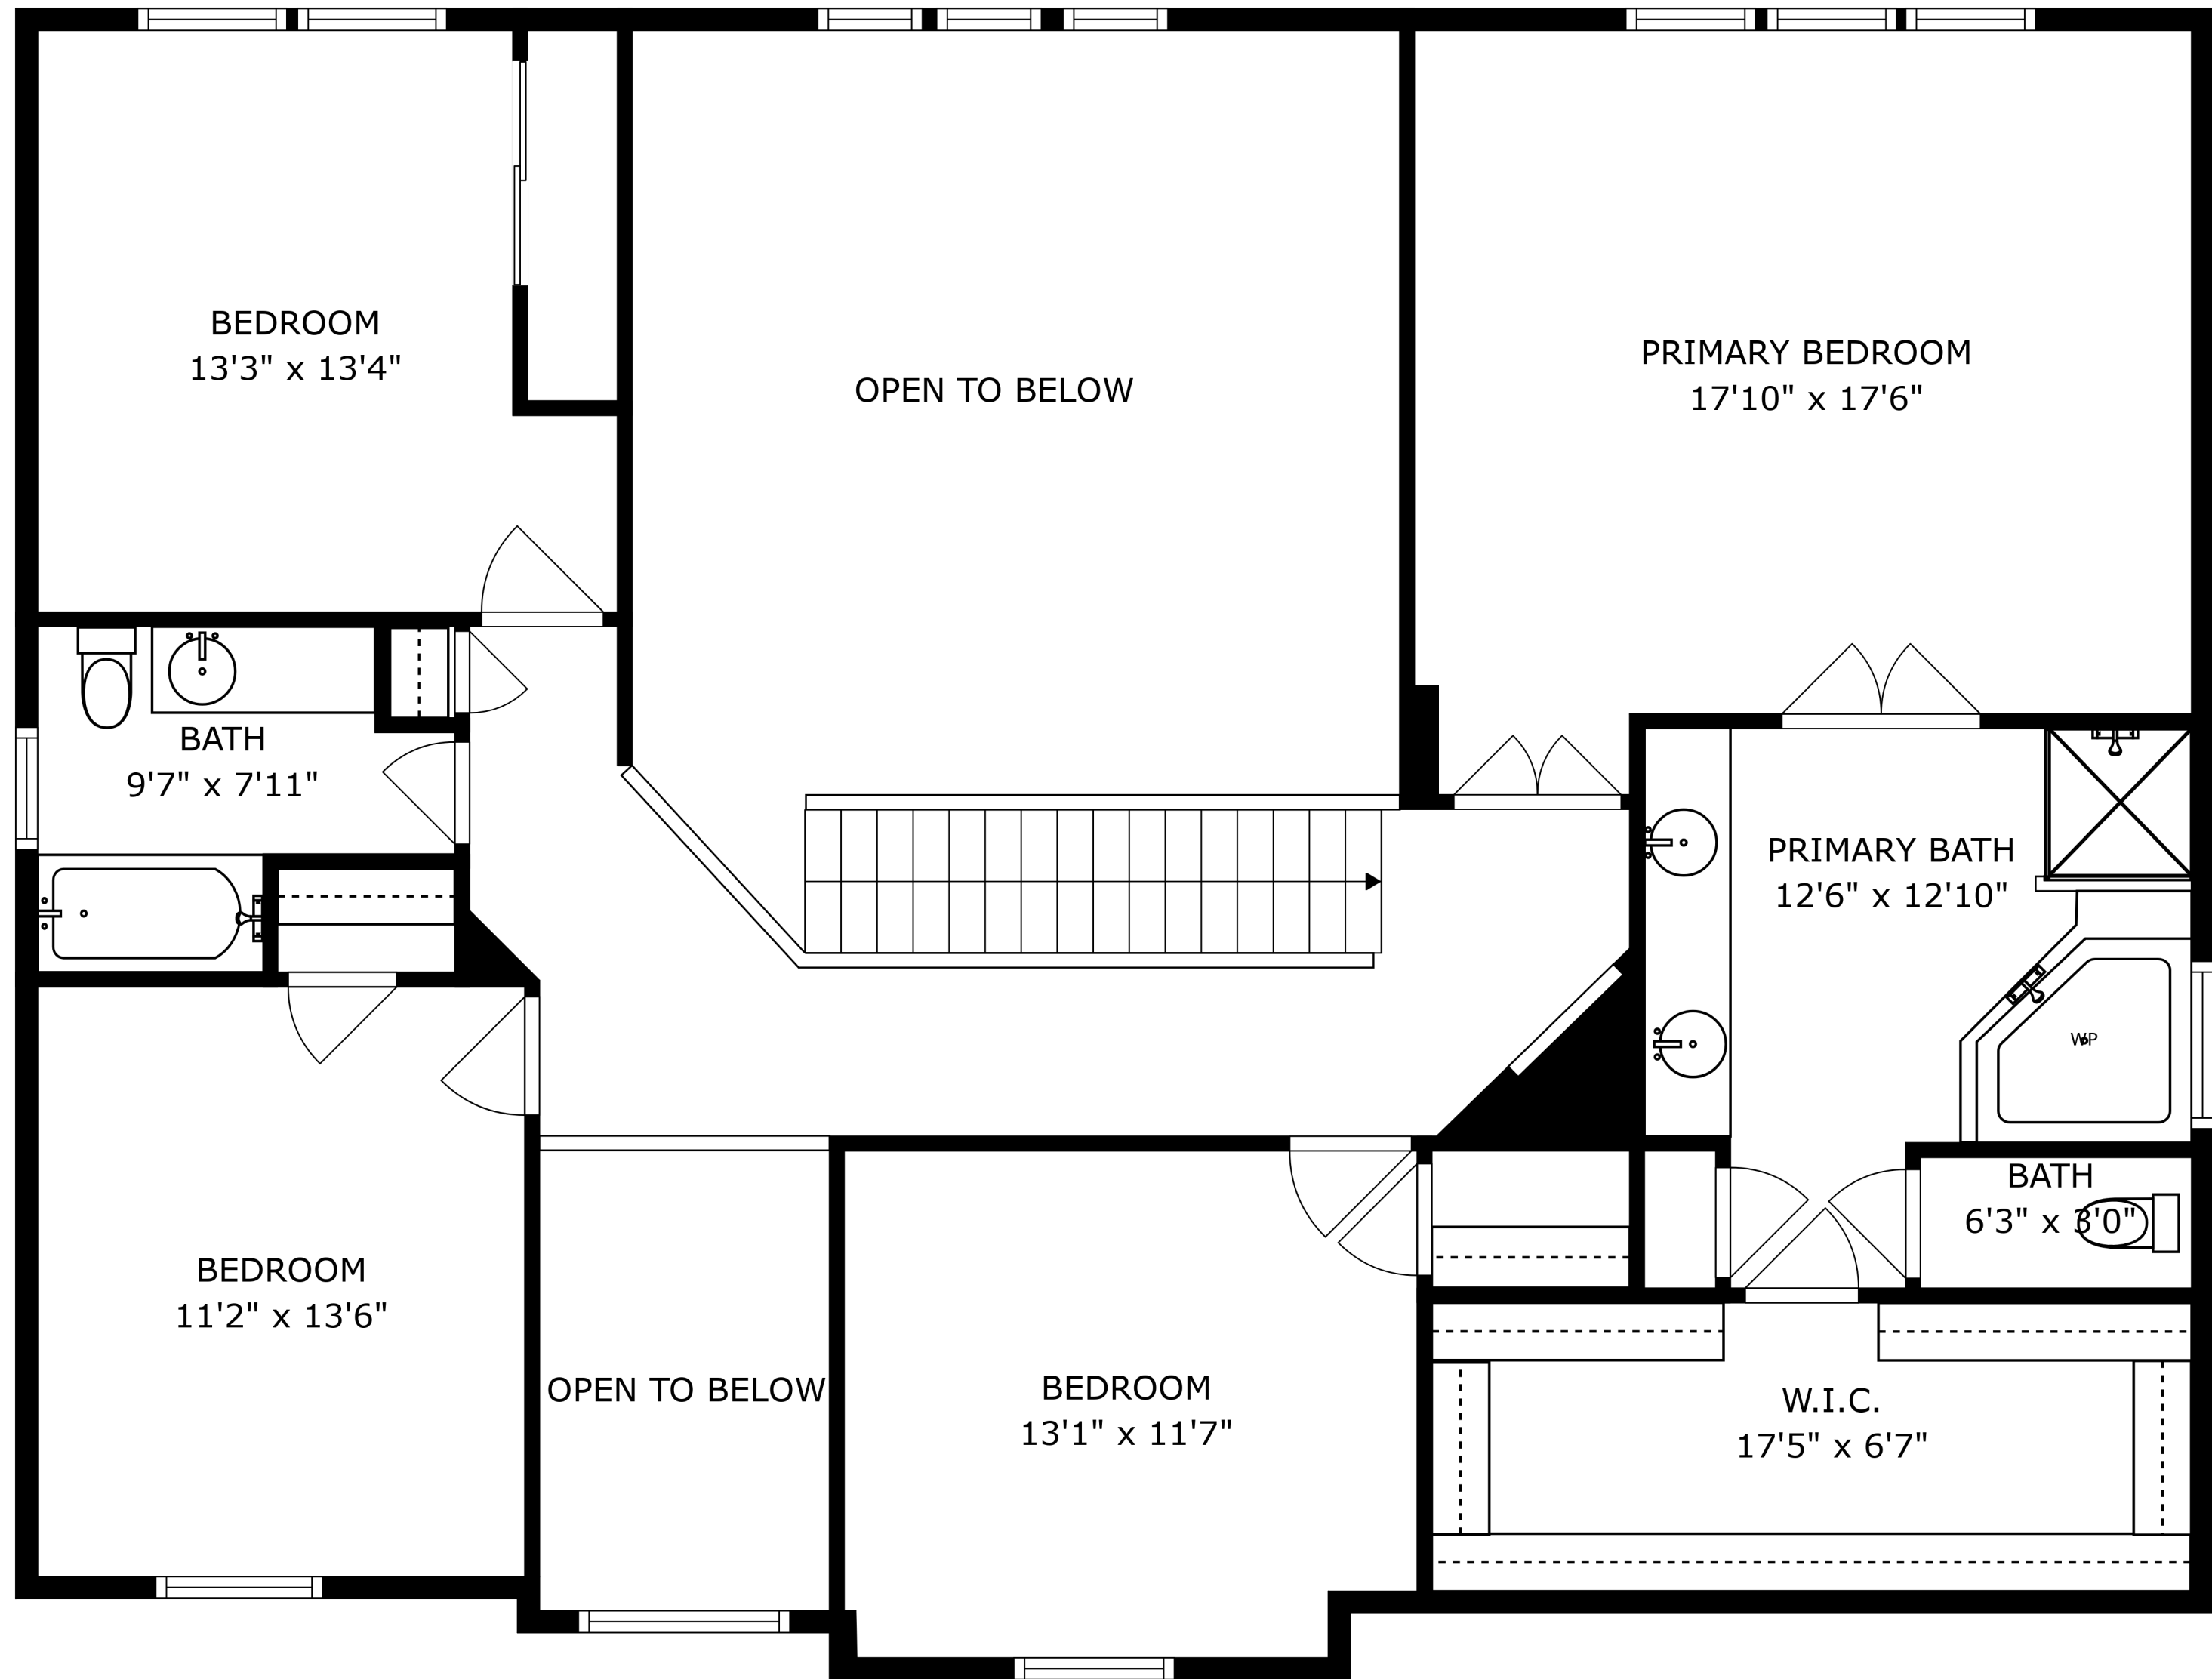 BEDROOM
13'3" x 13'4"
OPEN TO BELOW
PRIMARY BEDROOM
17'10" x 17'6"
BATH
9'7" x 7'11"
PRIMARY BATH
12'6" x 12'10"
WP
BATH
6'3" x 3'0"
BEDROOM
11'2" x 13'6"
OPEN TO BELOW
BEDROOM
13'1" x 11'7"
W.I.C.
17'5" x 6'7"